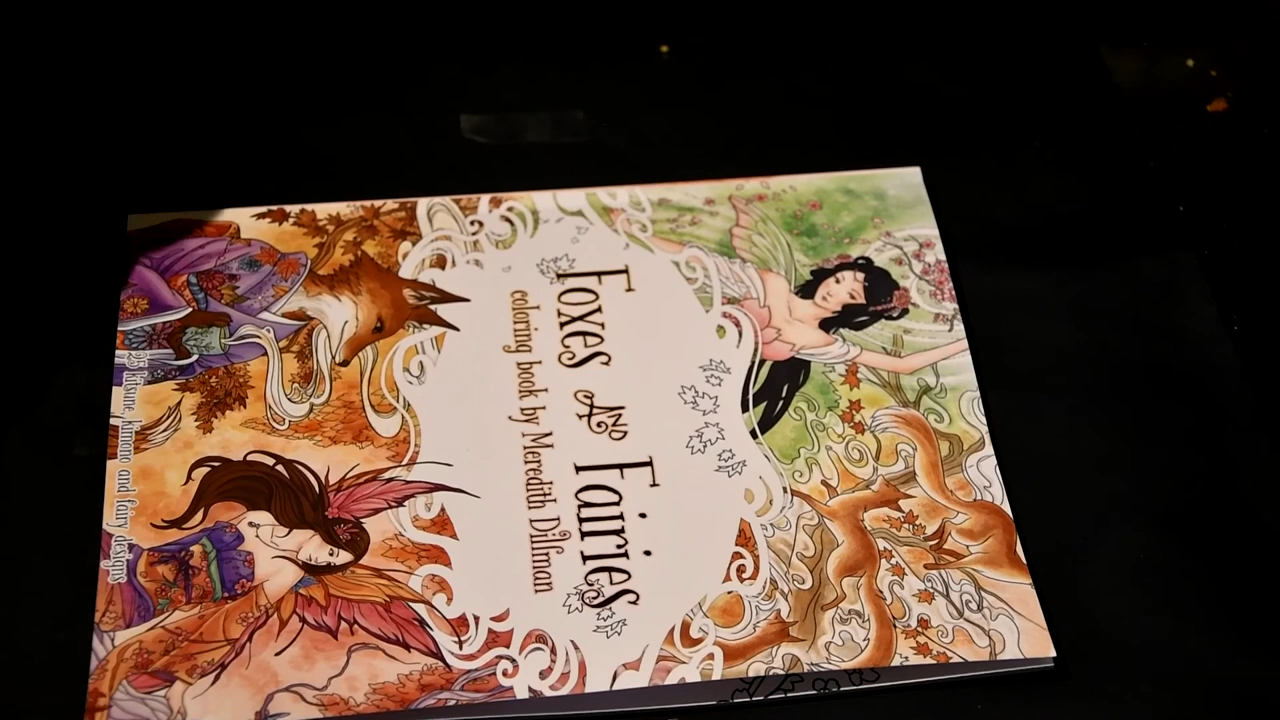 Foxes AND Fairies
coloring book by Meredith Dillman
25 kitsune, kimono and fairy designs